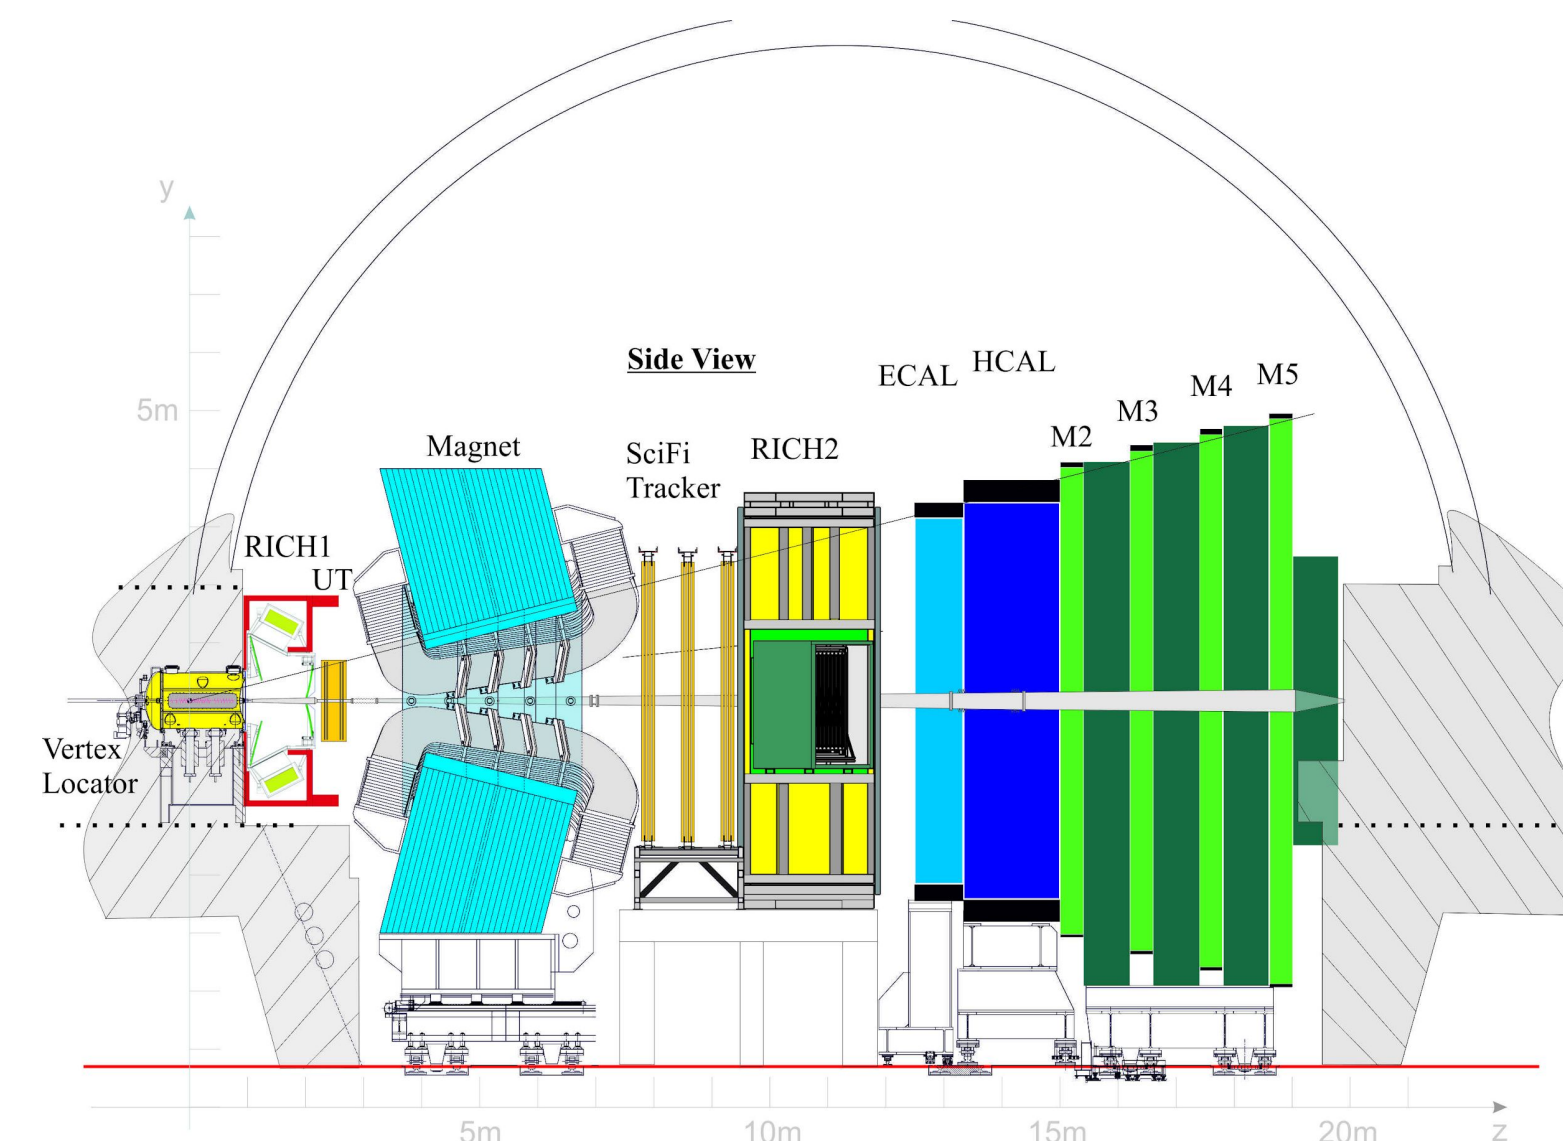 y
5m
Side View
ECAL
HCAL
M2
M3
M4
M5
Magnet
SciFi
Tracker
RICH2
RICH1
UT
Vertex
Locator
5m
10m
15m
20m
z